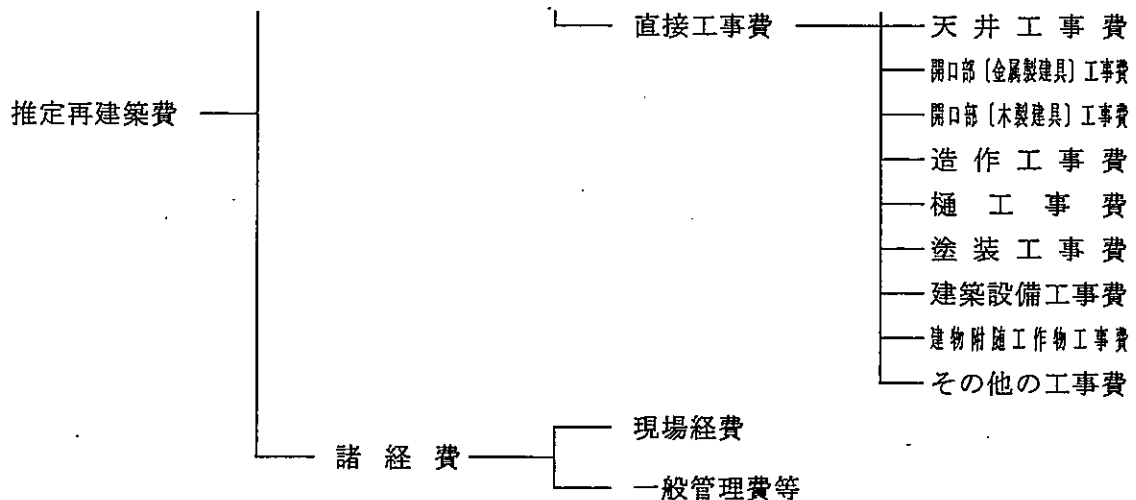 直接工事費 天井工事費
開口部〔金属製建具〕工事費
推定再建築費 開口部〔木製建具〕工事費
造作工事費
樋工事費
塗装工事費
建築設備工事費
建物附随工作物工事費
その他の工事費
現場経費
諸経費
一般管理費等